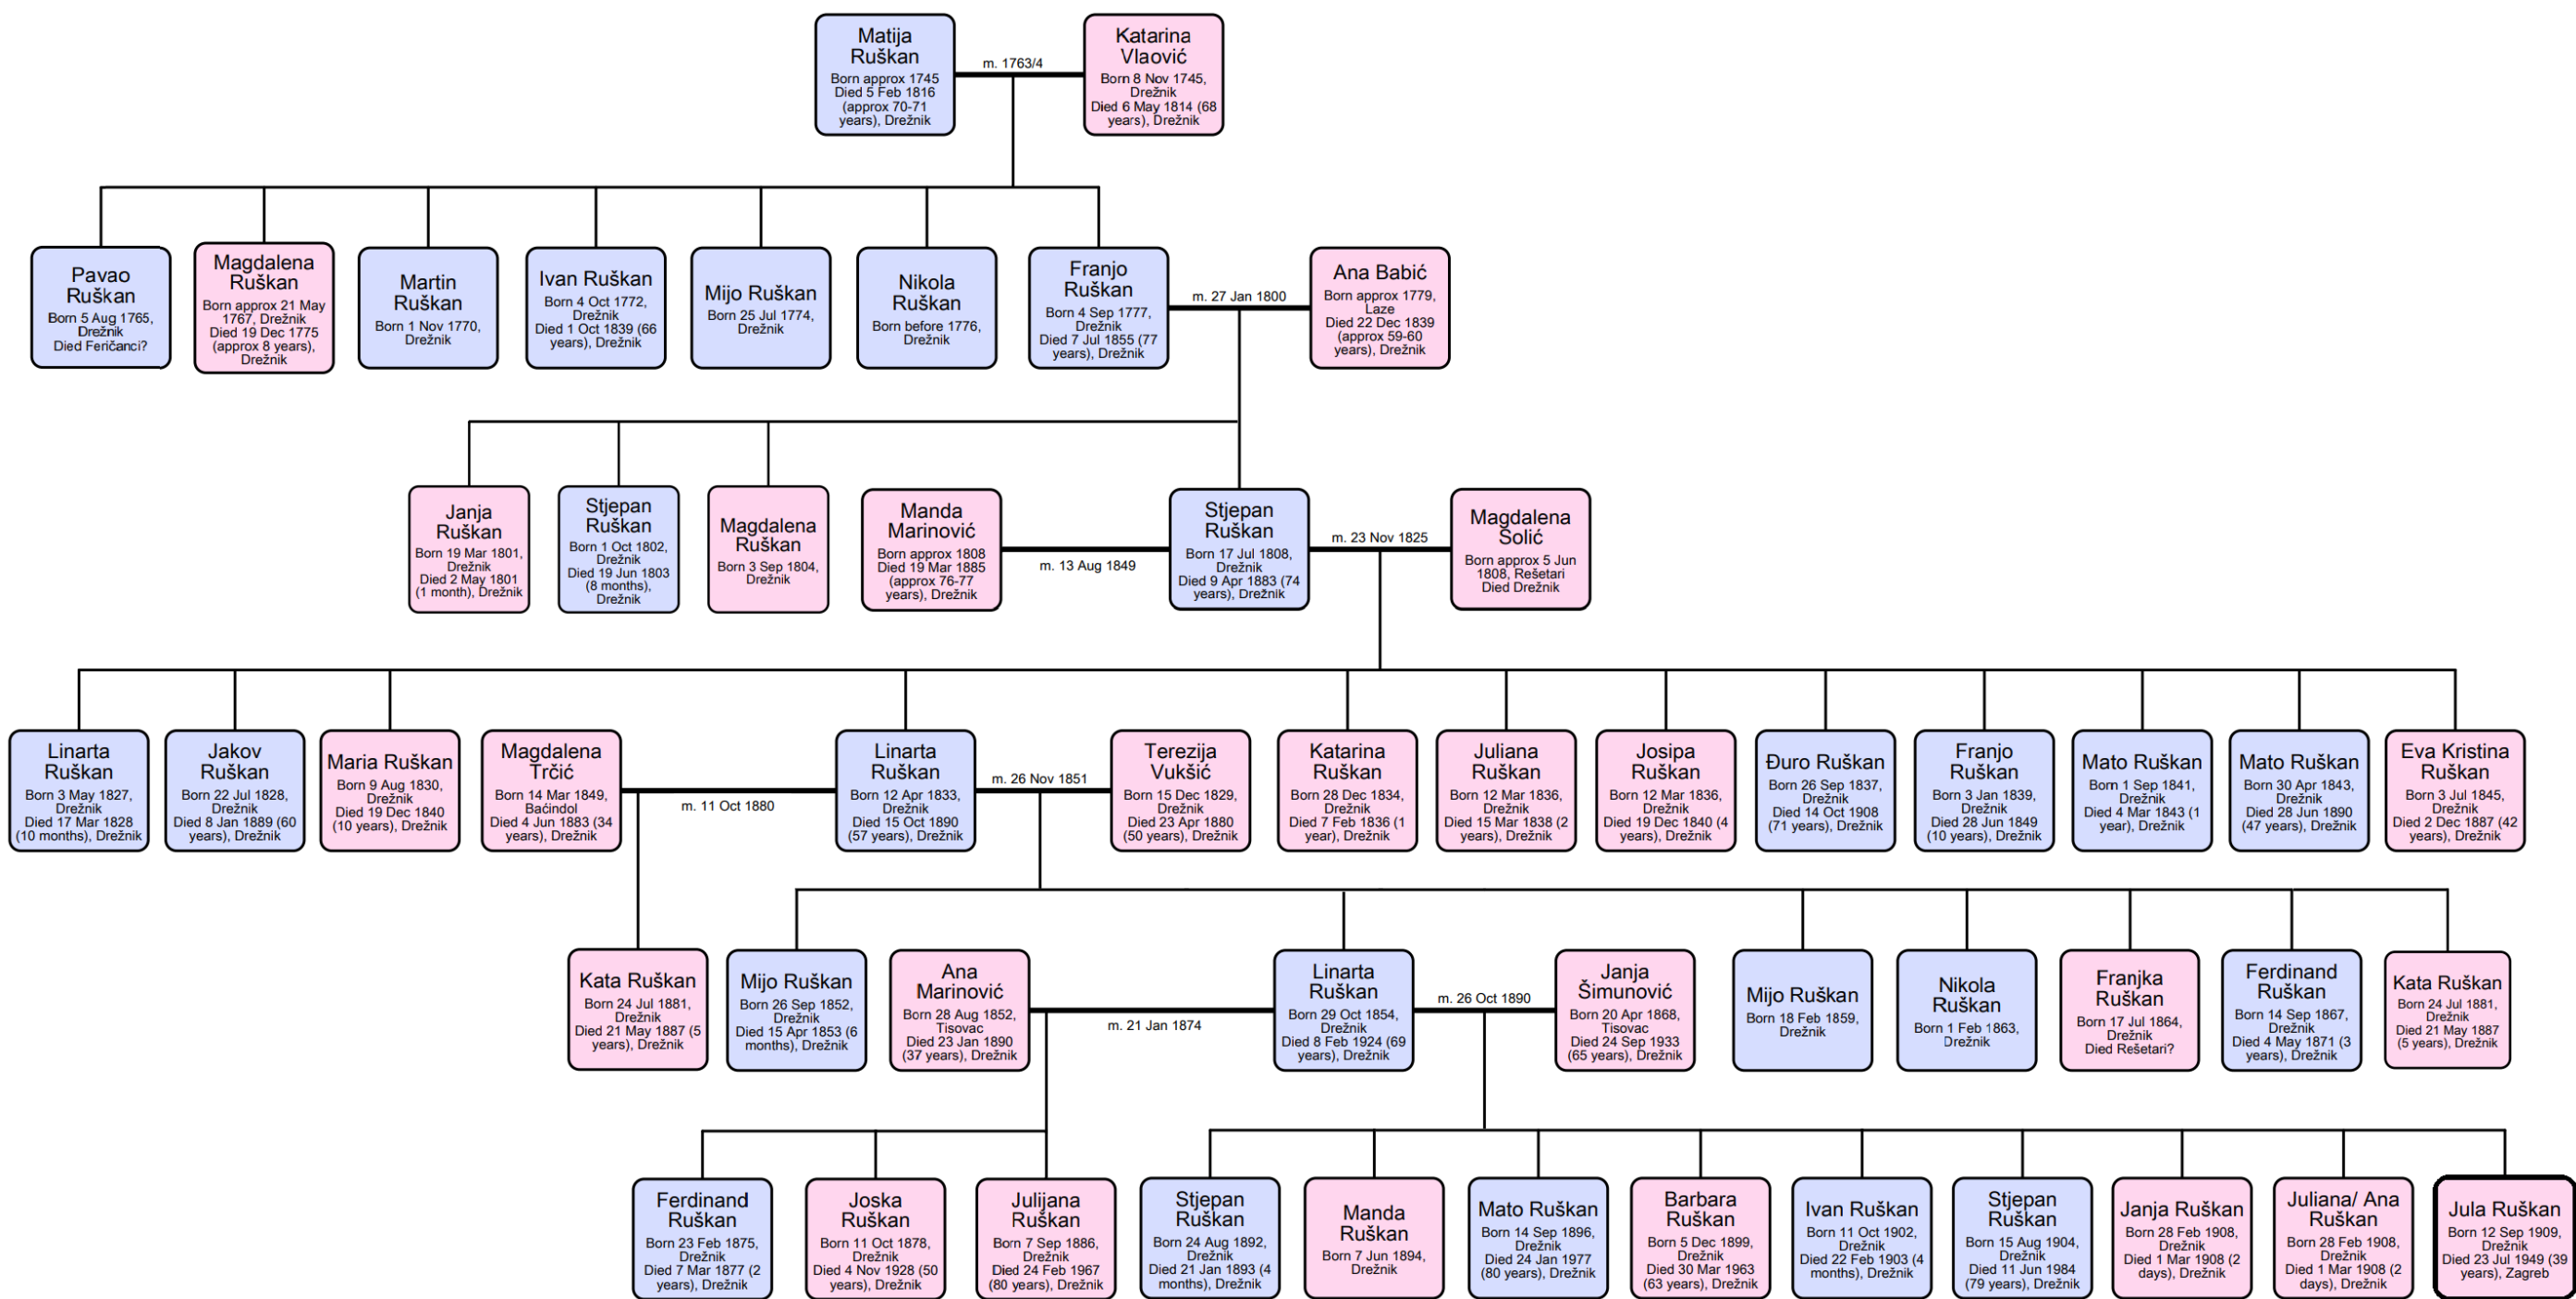 Matija
Ruškan
Born approx 1745
Died 5 Feb 1816
(approx 70-71
years), Drežnik
m. 1763/4
Katarina
Vlaović
Born 8 Nov 1745,
Drežnik
Died 6 May 1814 (68
years), Drežnik
Pavao
Ruškan
Born 5 Aug 1765,
Drežnik
Died Feričanci?
Magdalena
Ruškan
Born approx 21 May
1767, Drežnik
Died 19 Dec 1775
(approx 8 years),
Drežnik
Martin
Ruškan
Born 1 Nov 1770,
Drežnik
Ivan Ruškan
Born 4 Oct 1772,
Drežnik
Died 1 Oct 1839 (66
years), Drežnik
Mijo Ruškan
Born 25 Jul 1774,
Drežnik
Nikola
Ruškan
Born before 1776,
Drežnik
Franjo
Ruškan
Born 4 Sep 1777,
Drežnik
Died 7 Jul 1855 (77
years), Drežnik
m. 27 Jan 1800
Ana Babić
Born approx 1779,
Laze
Died 22 Dec 1839
(approx 59-60
years), Drežnik
Janja
Ruškan
Born 19 Mar 1801,
Drežnik
Died 2 May 1801
(1 month), Drežnik
Stjepan
Ruškan
Born 1 Oct 1802,
Drežnik
Died 19 Jun 1803
(8 months),
Drežnik
Magdalena
Ruškan
Born 3 Sep 1804,
Drežnik
Manda
Marinović
Born approx 1808
Died 19 Mar 1885
(approx 76-77
years), Drežnik
m. 13 Aug 1849
Stjepan
Ruškan
Born 17 Jul 1808,
Drežnik
Died 9 Apr 1883 (74
years), Drežnik
m. 23 Nov 1825
Magdalena
Šolić
Born approx 5 Jun
1808, Rešetari
Died Drežnik
Linarta
Ruškan
Born 3 May 1827,
Drežnik
Died 17 Mar 1828
(10 months), Drežnik
Jakov
Ruškan
Born 22 Jul 1828,
Drežnik
Died 8 Jan 1889 (60
years), Drežnik
Maria Ruškan
Born 9 Aug 1830,
Drežnik
Died 19 Dec 1840
(10 years), Drežnik
Magdalena
Trčić
Born 14 Mar 1849,
Baćindol
Died 4 Jun 1883 (34
years), Drežnik
m. 11 Oct 1880
Linarta
Ruškan
Born 12 Apr 1833,
Drežnik
Died 15 Oct 1890
(57 years), Drežnik
m. 26 Nov 1851
Terezija
Vukšić
Born 15 Dec 1829,
Drežnik
Died 23 Apr 1880
(50 years), Drežnik
Katarina
Ruškan
Born 28 Dec 1834,
Drežnik
Died 7 Feb 1836 (1
year), Drežnik
Juliana
Ruškan
Born 12 Mar 1836,
Drežnik
Died 15 Mar 1838 (2
years), Drežnik
Josipa
Ruškan
Born 12 Mar 1836,
Drežnik
Died 19 Dec 1840 (4
years), Drežnik
Đuro Ruškan
Born 26 Sep 1837,
Drežnik
Died 14 Oct 1908
(71 years), Drežnik
Franjo
Ruškan
Born 3 Jan 1839,
Drežnik
Died 28 Jun 1849
(10 years), Drežnik
Mato Ruškan
Born 1 Sep 1841,
Drežnik
Died 4 Mar 1843 (1
year), Drežnik
Mato Ruškan
Born 30 Apr 1843,
Drežnik
Died 28 Jun 1890
(47 years), Drežnik
Eva Kristina
Ruškan
Born 3 Jul 1845,
Drežnik
Died 2 Dec 1887 (42
years), Drežnik
Kata Ruškan
Born 24 Jul 1881,
Drežnik
Died 21 May 1887 (5
years), Drežnik
Mijo Ruškan
Born 26 Sep 1852,
Drežnik
Died 15 Apr 1853 (6
months), Drežnik
Ana
Marinović
Born 28 Aug 1852,
Tisovac
Died 23 Jan 1890
(37 years), Drežnik
m. 21 Jan 1874
Linarta
Ruškan
Born 29 Oct 1854,
Drežnik
Died 8 Feb 1924 (69
years), Drežnik
m. 26 Oct 1890
Janja
Šimunović
Born 20 Apr 1868,
Tisovac
Died 24 Sep 1933
(65 years), Drežnik
Mijo Ruškan
Born 18 Feb 1859,
Drežnik
Nikola
Ruškan
Born 1 Feb 1863,
Drežnik
Franjka
Ruškan
Born 17 Jul 1864,
Drežnik
Died Rešetari?
Ferdinand
Ruškan
Born 14 Sep 1867,
Drežnik
Died 4 May 1871 (3
years), Drežnik
Kata Ruškan
Born 24 Jul 1881,
Drežnik
Died 21 May 1887
(5 years), Drežnik
Ferdinand
Ruškan
Born 23 Feb 1875,
Drežnik
Died 7 Mar 1877 (2
years), Drežnik
Joska
Ruškan
Born 11 Oct 1878,
Drežnik
Died 4 Nov 1928 (50
years), Drežnik
Julijana
Ruškan
Born 7 Sep 1886,
Drežnik
Died 24 Feb 1967
(80 years), Drežnik
Stjepan
Ruškan
Born 24 Aug 1892,
Drežnik
Died 21 Jan 1893 (4
months), Drežnik
Manda
Ruškan
Born 7 Jun 1894,
Drežnik
Mato Ruškan
Born 14 Sep 1896,
Drežnik
Died 24 Jan 1977
(80 years), Drežnik
Barbara
Ruškan
Born 5 Dec 1899,
Drežnik
Died 30 Mar 1963
(63 years), Drežnik
Ivan Ruškan
Born 11 Oct 1902,
Drežnik
Died 22 Feb 1903 (4
months), Drežnik
Stjepan
Ruškan
Born 15 Aug 1904,
Drežnik
Died 11 Jun 1984
(79 years), Drežnik
Janja Ruškan
Born 28 Feb 1908,
Drežnik
Died 1 Mar 1908 (2
days), Drežnik
Juliana/ Ana
Ruškan
Born 28 Feb 1908,
Drežnik
Died 1 Mar 1908 (2
days), Drežnik
Jula Ruškan
Born 12 Sep 1909,
Drežnik
Died 23 Jul 1949 (39
years), Zagreb